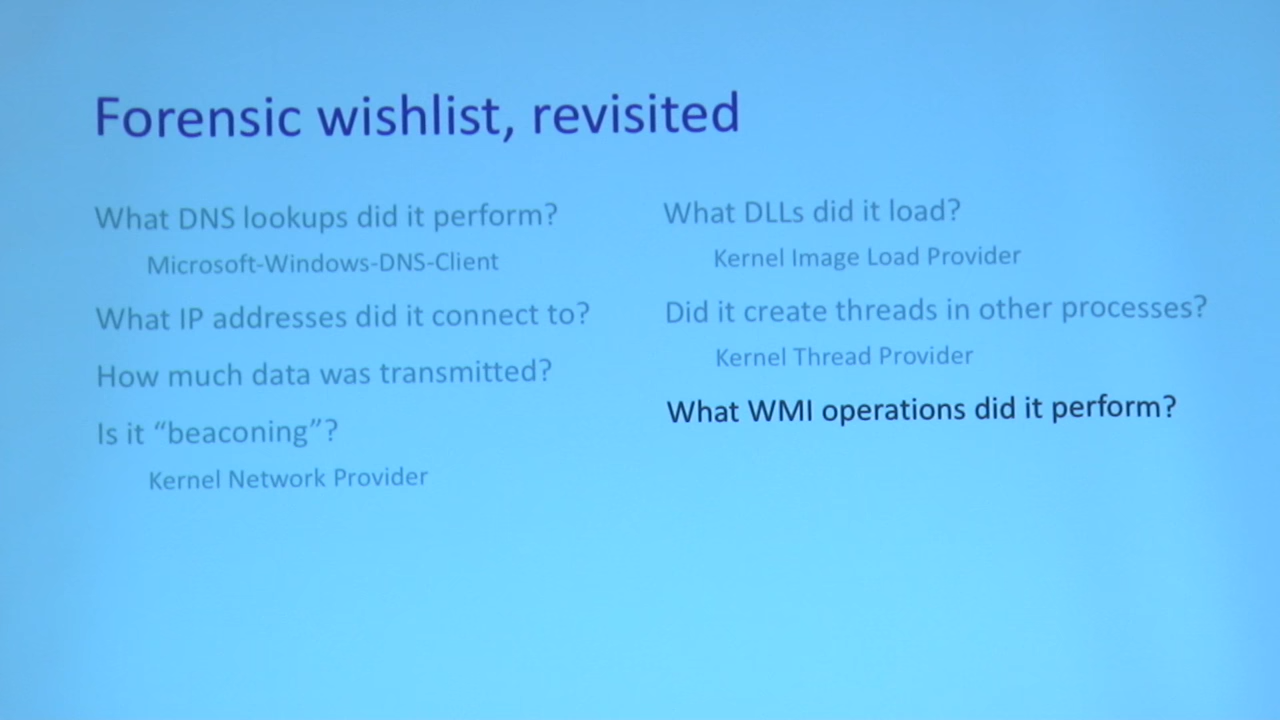 Forensic wishlist, revisited
What DNS lookups did it perform?
Microsoft-Windows-DNS-Client
What IP addresses did it connect to?
How much data was transmitted?
Is it “beaconing”?
Kernel Network Provider
What DLLs did it load?
Kernel Image Load Provider
Did it create threads in other processes?
Kernel Thread Provider
What WMI operations did it perform?